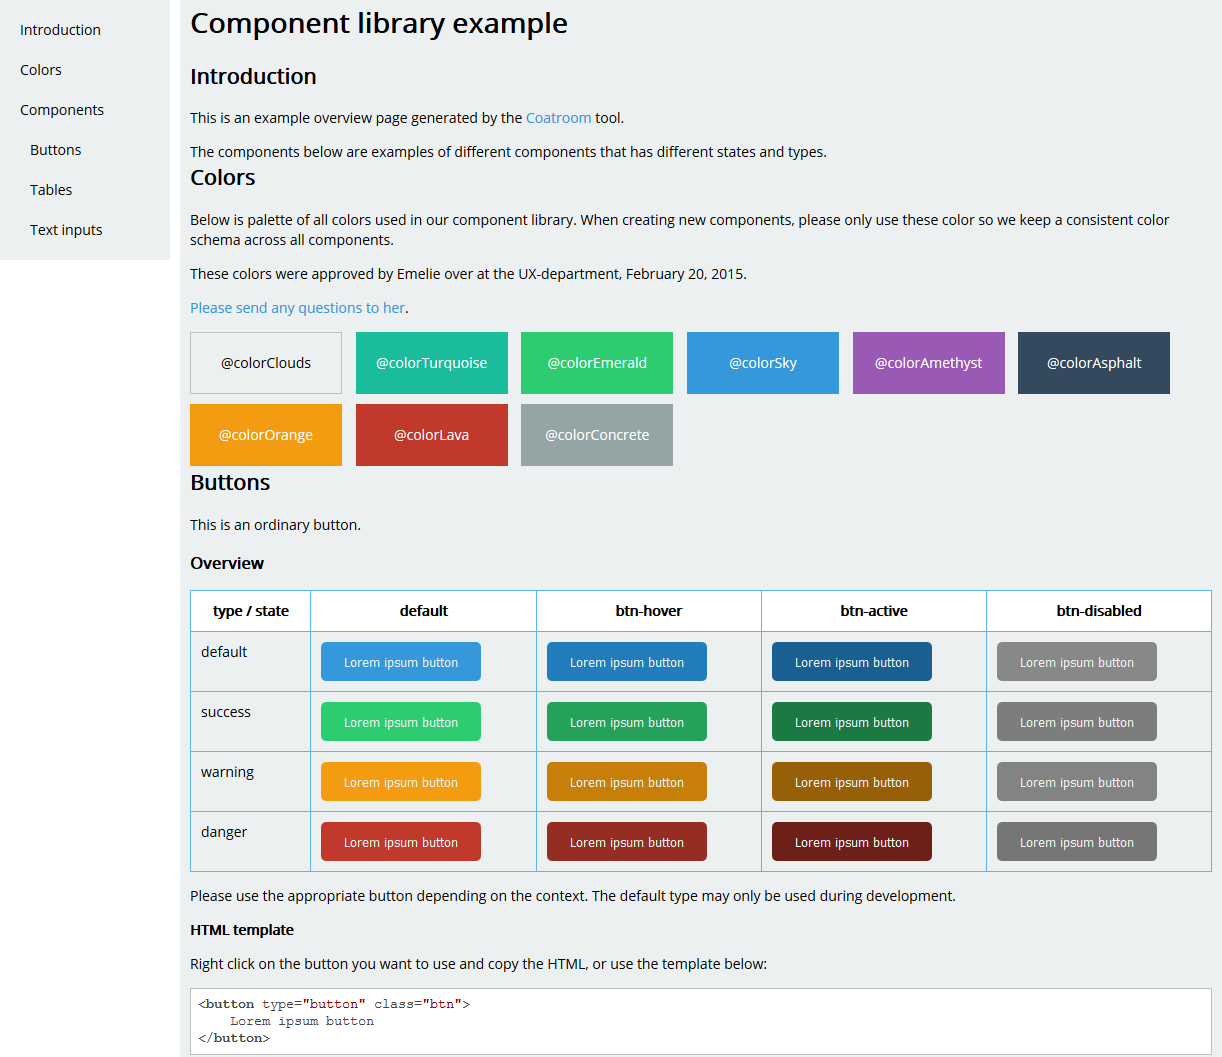 Introduction
Colors
Components
Buttons
Tables
Text inputs
Component library example
Introduction
This is an example overview page generated by the Coatroom tool.
The components below are examples of different components that has different states and types.
Colors
Below is palette of all colors used in our component library. When creating new components, please only use these color so we keep a consistent color
schema across all components.
These colors were approved by Emelie over at the UX-department, February 20, 2015.
Please send any questions to her.
@colorClouds @colorTurquoise @colorEmerald @colorSky @colorAmethyst @colorAsphalt
@colorOrange @colorLava @colorConcrete
Buttons
This is an ordinary button.
Overview
type / state default btn-hover btn-active btn-disabled
default Lorem ipsum button Lorem ipsum button Lorem ipsum button Lorem ipsum button
success Lorem ipsum button Lorem ipsum button Lorem ipsum button Lorem ipsum button
warning Lorem ipsum button Lorem ipsum button Lorem ipsum button Lorem ipsum button
danger Lorem ipsum button Lorem ipsum button Lorem ipsum button Lorem ipsum button
Please use the appropriate button depending on the context. The default type may only be used during development.
HTML template
Right click on the button you want to use and copy the HTML, or use the template below:
<button type="button" class="btn">
    Lorem ipsum button
</button>